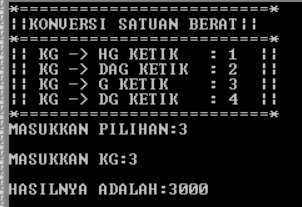 *==========================*
||KONVERSI SATUAN BERAT||
*==========================*
|| KG -> HG KETIK : 1 ||
|| KG -> DAG KETIK : 2 ||
|| KG -> G KETIK : 3 ||
|| KG -> DG KETIK : 4 ||
*==========================*
MASUKKAN PILIHAN:3
MASUKKAN KG:3
HASILNYA ADALAH:3000